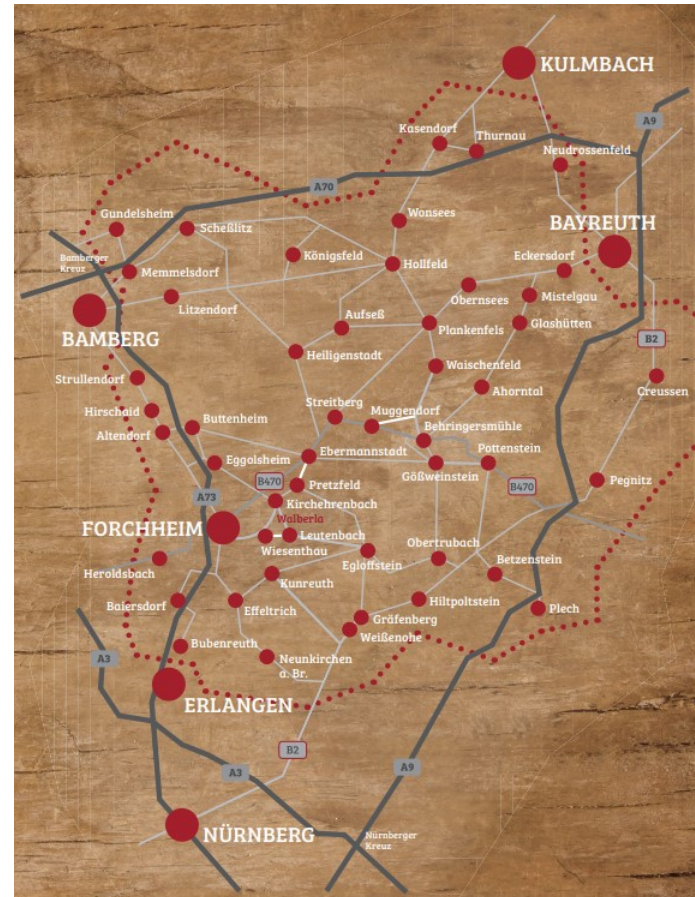 KULMBACH
A9
Kasendorf
Thurnau
Neudrossenfeld
A70
Gundelsheim
Scheßlitz
Wonsees
BAYREUTH
Bamberger
Kreuz
Königsfeld
Hollfeld
Eckersdorf
Memmelsdorf
Obernsees
Mistelgau
Litzendorf
Aufseß
Plankenfels
Glashütten
BAMBERG
B2
Heiligenstadt
Waischenfeld
Strullendorf
Ahorntal
Creussen
Streitberg
Muggendorf
Hirschaid
Buttenheim
Behringersmühle
Altendorf
Ebermannstadt
Pottenstein
Eggolsheim
Gößweinstein
B470
Pretzfeld
B470
Pegnitz
A73
Kirchehrenbach
Walberla
FORCHHEIM
Leutenbach
Wiesenthau
Obertrubach
Egloffstein
Betzenstein
Heroldsbach
Kunreuth
Baiersdorf
Effeltrich
Hiltpoltstein
Plech
Gräfenberg
Weißenohe
Bubenreuth
A3
Neunkirchen
a. Br.
ERLANGEN
B2
A3
A9
NÜRNBERG
Nürnberger
Kreuz